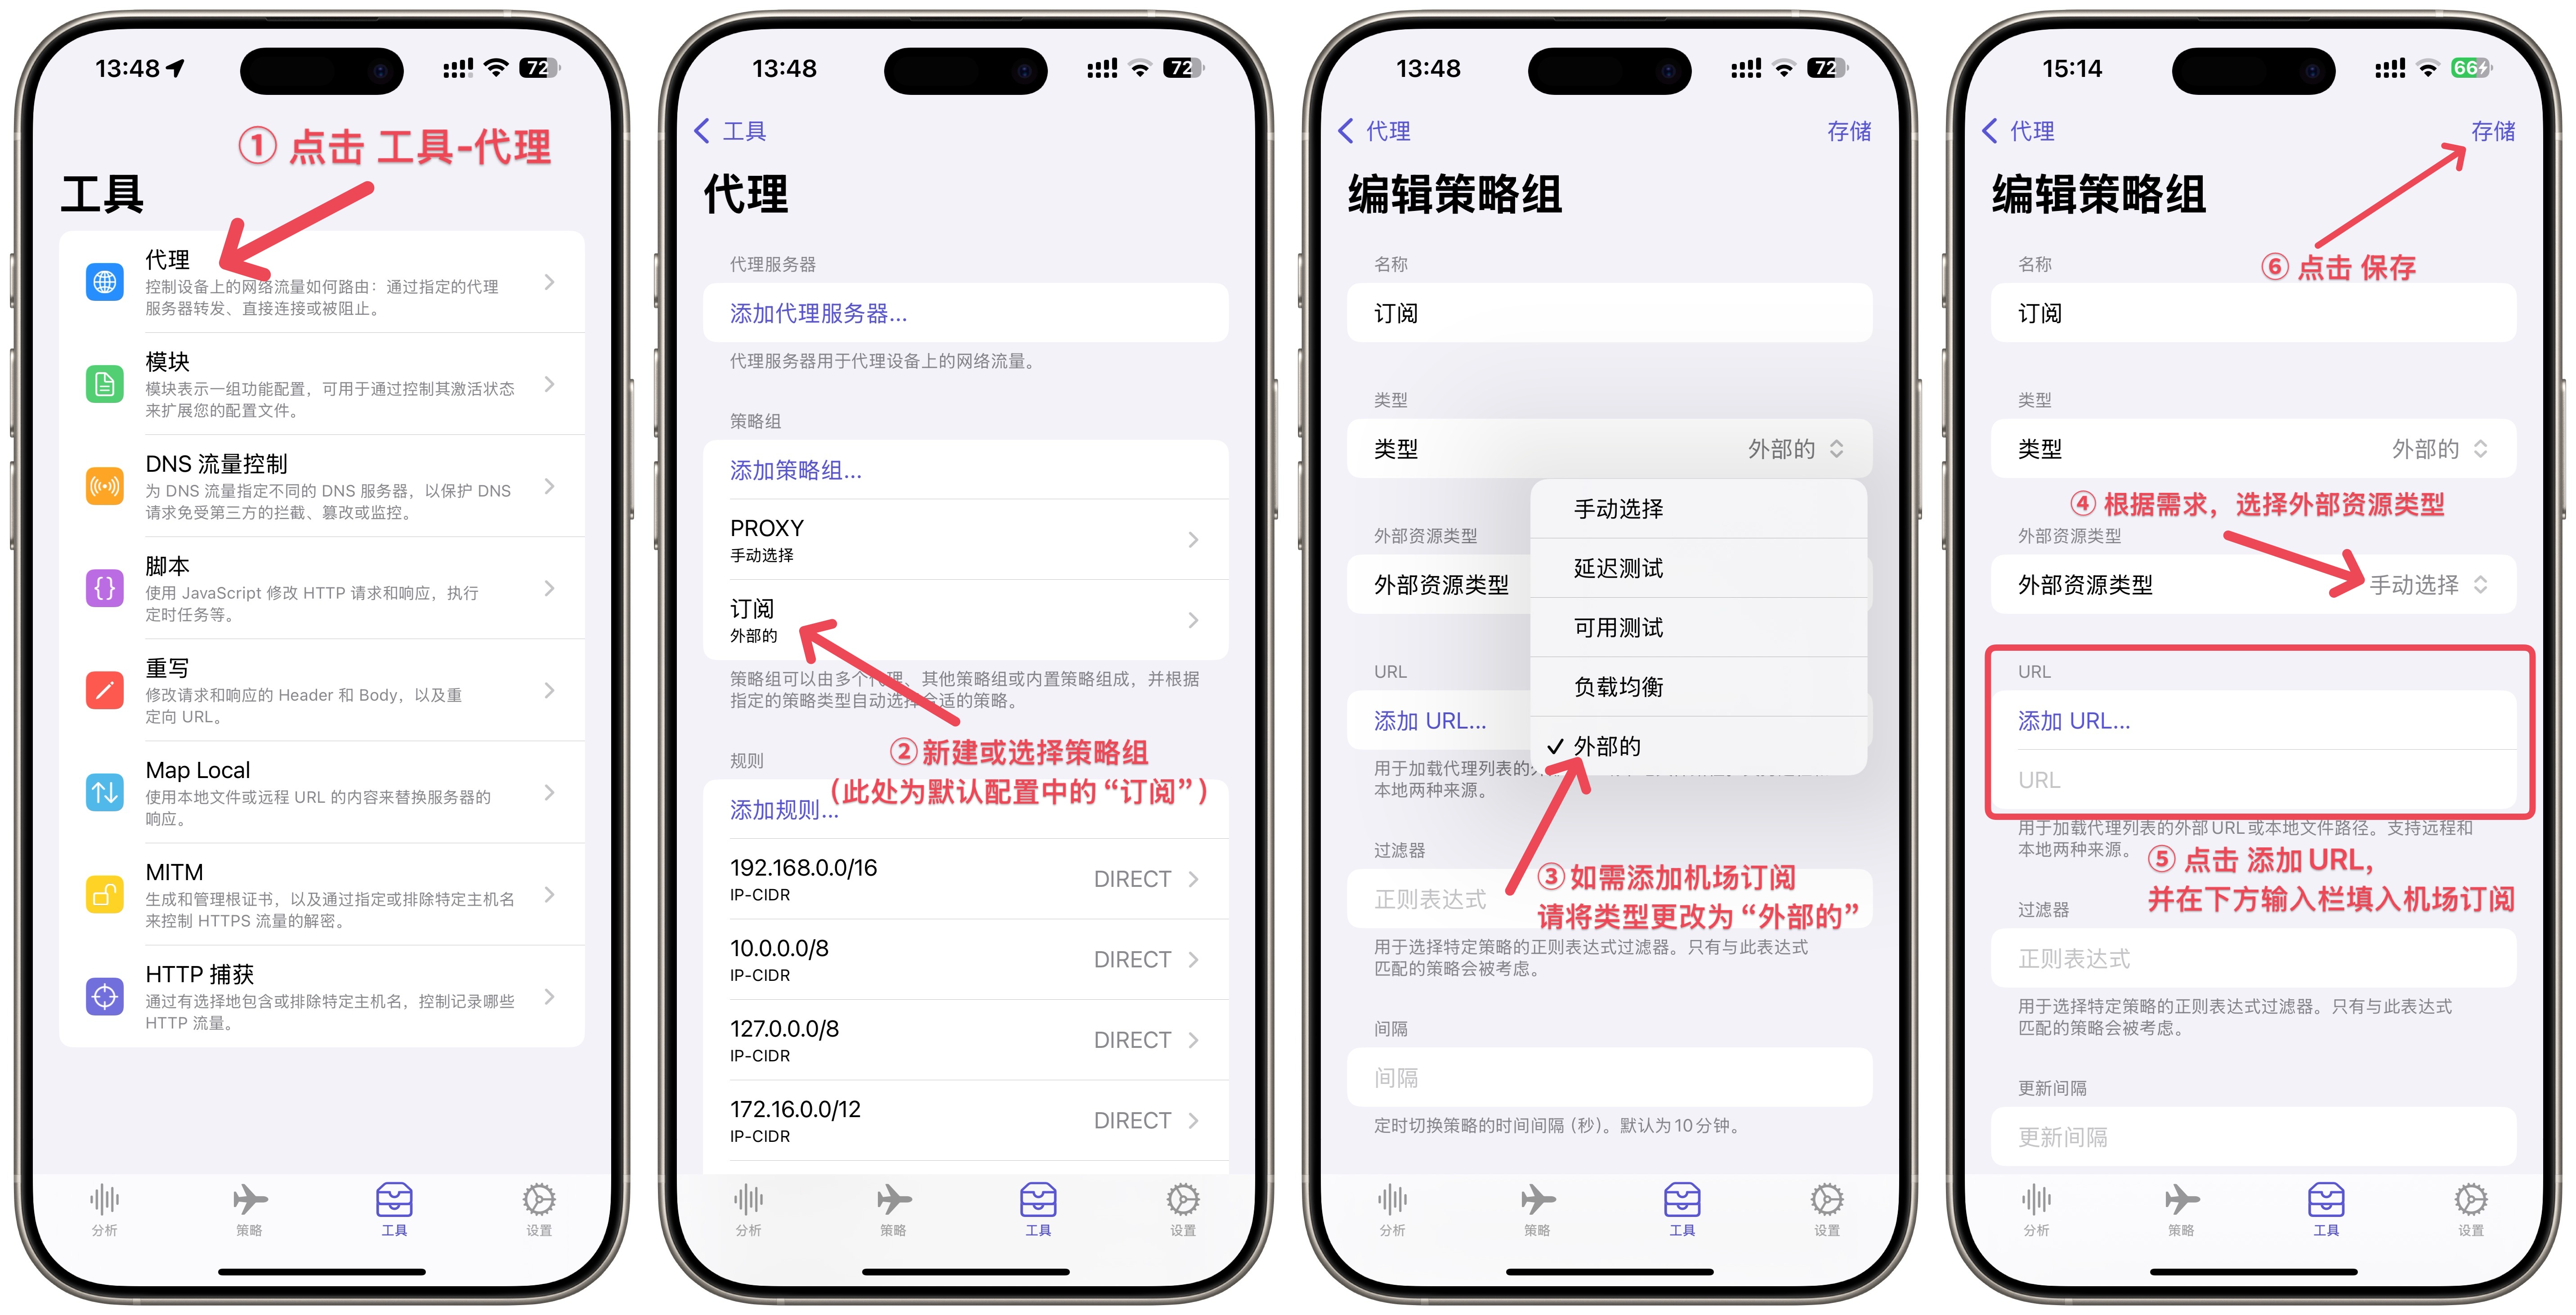 13:48
72
① 点击 工具-代理
工具
代理
控制设备上的网络流量如何路由：通过指定的代理
服务器转发、直接连接或被阻止。
模块
模块表示一组功能配置，可用于通过控制其激活状态
来扩展您的配置文件。
DNS 流量控制
为 DNS 流量指定不同的 DNS 服务器，以保护 DNS
请求免受第三方的拦截、篡改或监控。
脚本
使用 JavaScript 修改 HTTP 请求和响应，执行
定时任务等。
重写
修改请求和响应的 Header 和 Body，以及重
定向 URL。
Map Local
使用本地文件或远程 URL 的内容来替换服务器的
响应。
MITM
生成和管理根证书，以及通过指定或排除特定主机名
来控制 HTTPS 流量的解密。
HTTP 捕获
通过有选择地包含或排除特定主机名，控制记录哪些
HTTP 流量。
分析
策略
工具
设置
13:48
72
工具
代理
代理服务器
添加代理服务器...
代理服务器用于代理设备上的网络流量。
策略组
添加策略组...
PROXY
手动选择
订阅
外部的
策略组可以由多个代理、其他策略组或内置策略组成，并根据
指定的策略类型自动选择合适的策略。
②新建或选择策略组
（此处为默认配置中的“订阅”）
规则
添加规则...
192.168.0.0/16
IP-CIDR
DIRECT
10.0.0.0/8
IP-CIDR
DIRECT
127.0.0.0/8
IP-CIDR
DIRECT
172.16.0.0/12
IP-CIDR
DIRECT
分析
策略
工具
设置
13:48
72
代理
存储
编辑策略组
名称
订阅
类型
类型
外部的
手动选择
延迟测试
可用测试
负载均衡
外部的
外部资源类型
外部资源类型
URL
添加 URL...
用于加载代理列表的
本地两种来源。
③如需添加机场订阅
请将类型更改为“外部的”
过滤器
正则表达式
用于选择特定策略的正则表达式过滤器。只有与此表达式
匹配的策略会被考虑。
间隔
间隔
定时切换策略的时间间隔 (秒)。默认为10分钟。
分析
策略
工具
设置
15:14
66
代理
存储
编辑策略组
⑥ 点击 保存
名称
订阅
类型
类型
外部的
④ 根据需求，选择外部资源类型
外部资源类型
外部资源类型
手动选择
URL
添加 URL...
URL
用于加载代理列表的外部URL或本地文件路径。支持远程和
本地两种来源。
⑤ 点击 添加URL,
并在下方输入栏填入机场订阅
过滤器
正则表达式
用于选择特定策略的正则表达式过滤器。只有与此表达式
匹配的策略会被考虑。
更新间隔
更新间隔
分析
策略
工具
设置